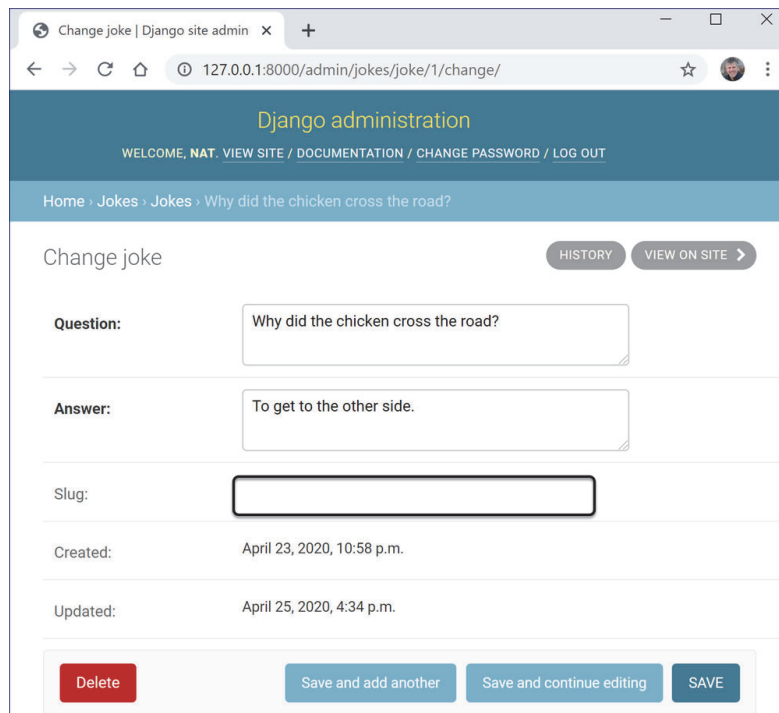 Change joke | Django site admin
127.0.0.1:8000/admin/jokes/joke/1/change/
Django administration
WELCOME, NAT. VIEW SITE / DOCUMENTATION / CHANGE PASSWORD / LOG OUT
Home › Jokes › Jokes › Why did the chicken cross the road?
Change joke HISTORY VIEW ON SITE
Question: Why did the chicken cross the road?
Answer: To get to the other side.
Slug:
Created: April 23, 2020, 10:58 p.m.
Updated: April 25, 2020, 4:34 p.m.
Delete Save and add another Save and continue editing SAVE